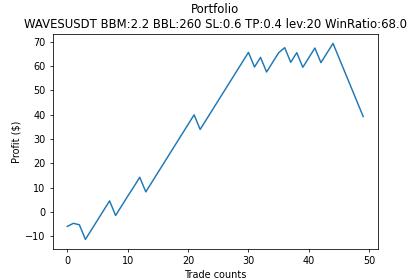 Portfolio
WAVESUSDT BBM:2.2 BBL:260 SL:0.6 TP:0.4 lev:20 WinRatio:68.0
70
60
50
40
30
20
10
0
−10
Profit ($)
0 10 20 30 40 50
Trade counts